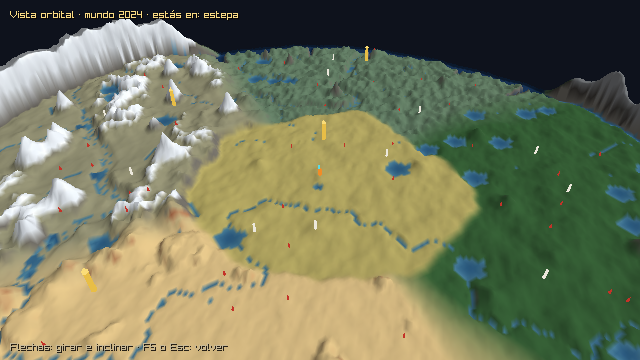 Vista orbital · mundo 2024 · estás en: estepa
Flechas: girar e inclinar · F5 o Esc: volver